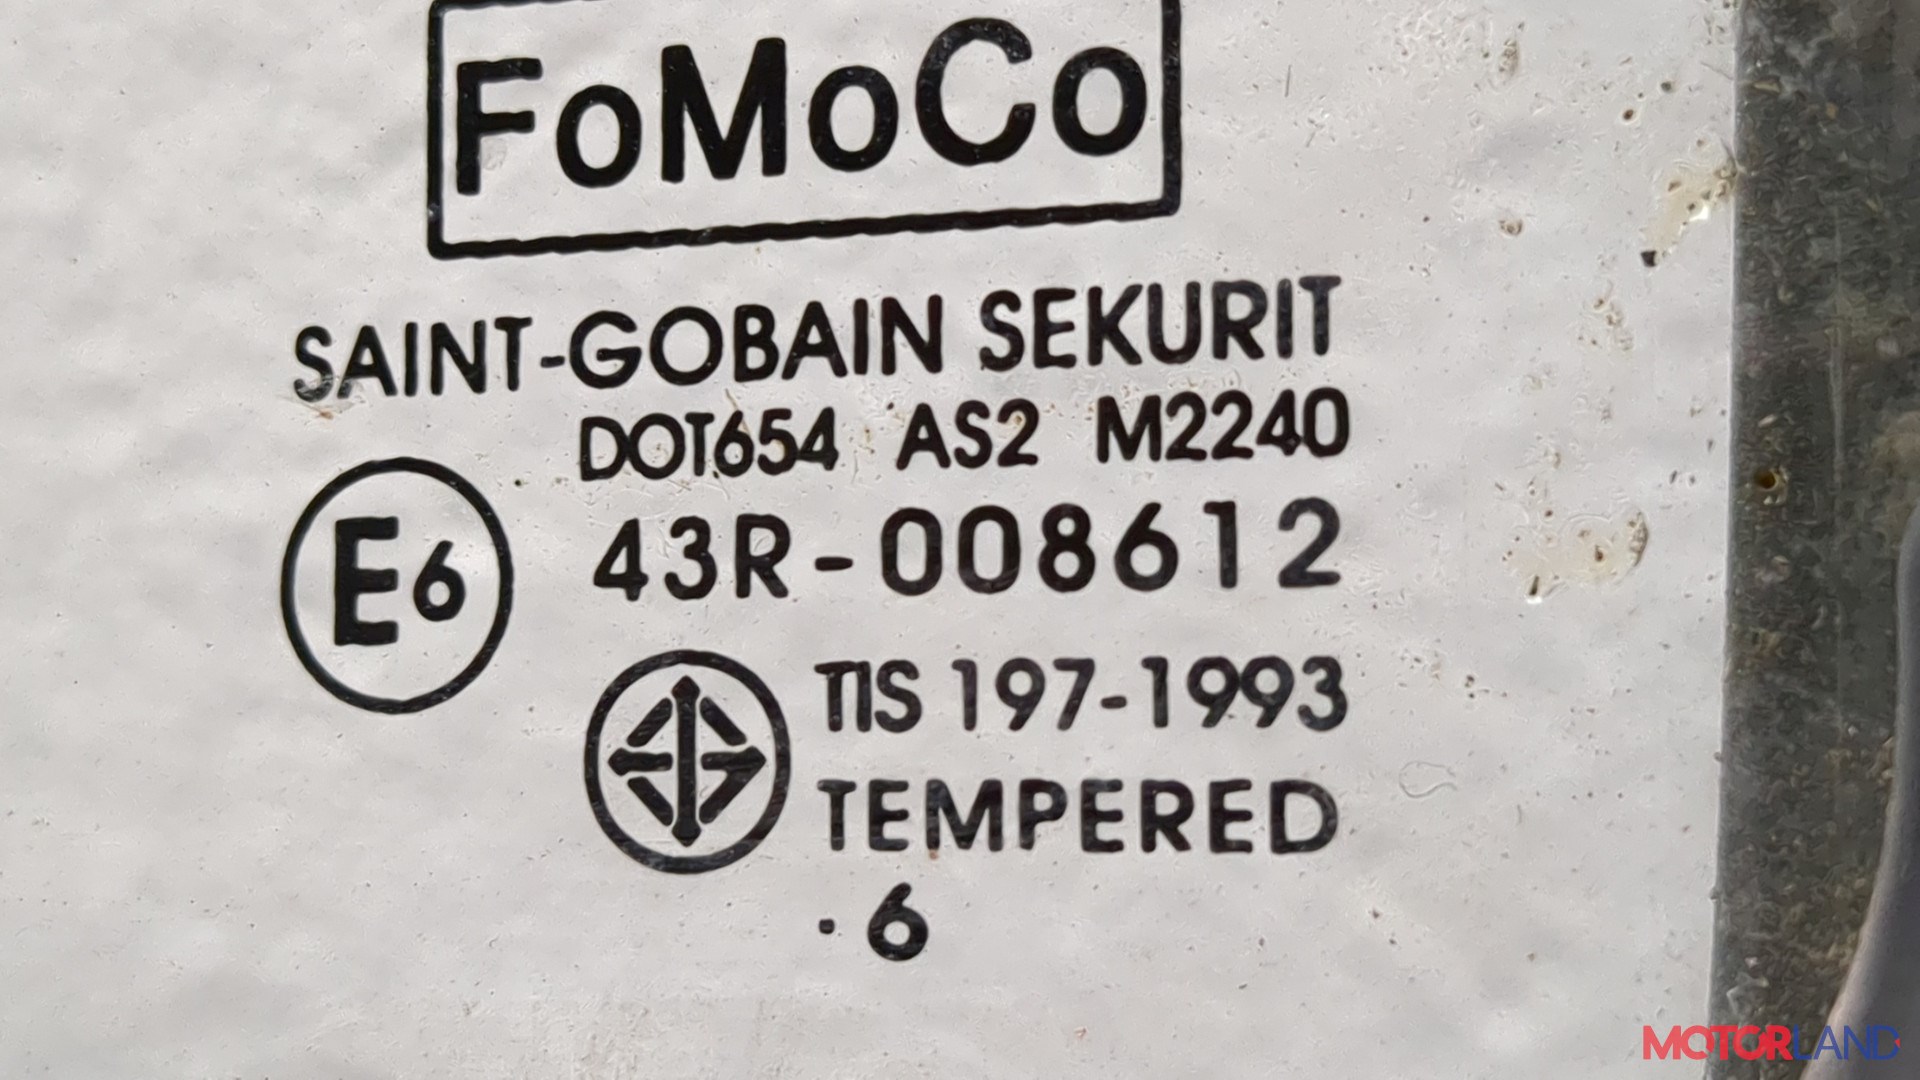 FoMoCo
SAINT-GOBAIN SEKURIT
DOT654 AS2 M2240
E6
43R-008612
TIS 197-1993
TEMPERED
. 6
MOTORLAND